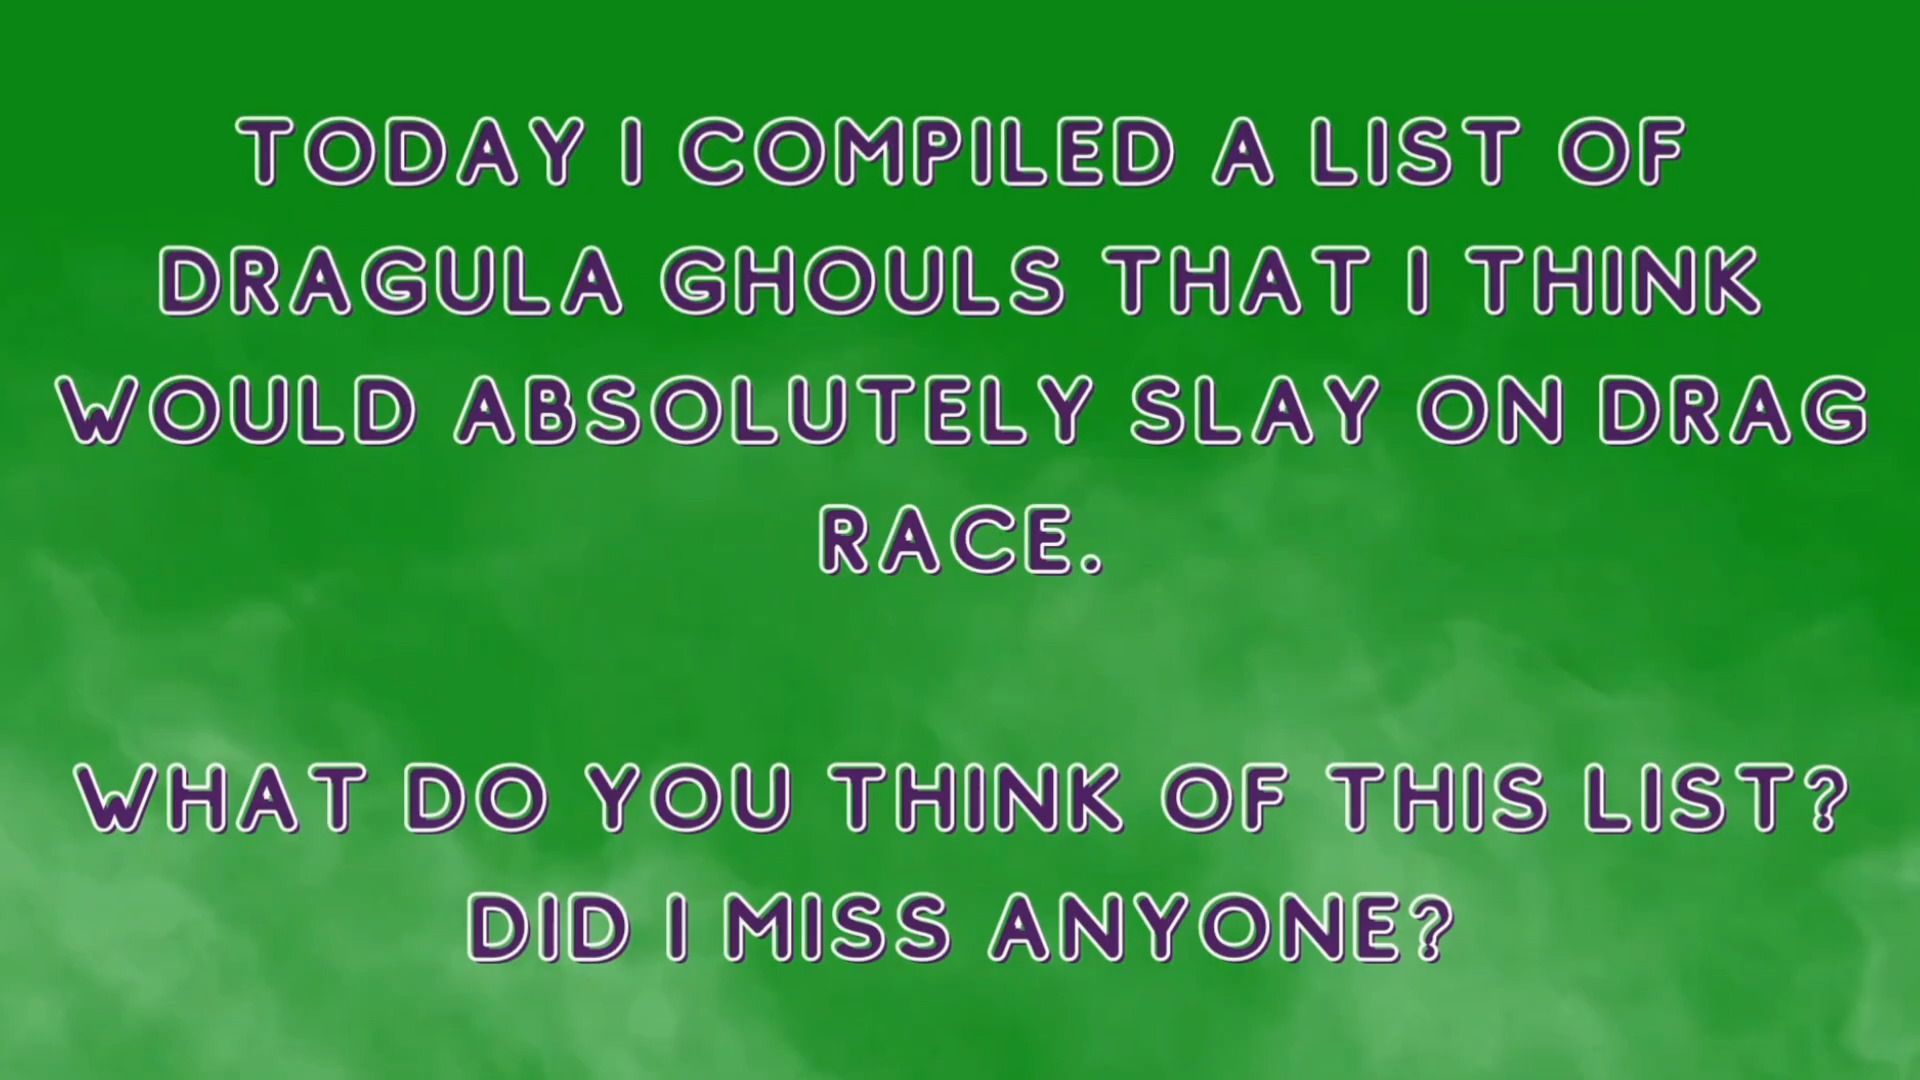 TODAY I COMPILED A LIST OF
DRAGULA GHOULS THAT I THINK
WOULD ABSOLUTELY SLAY ON DRAG
RACE.
WHAT DO YOU THINK OF THIS LIST?
DID I MISS ANYONE?